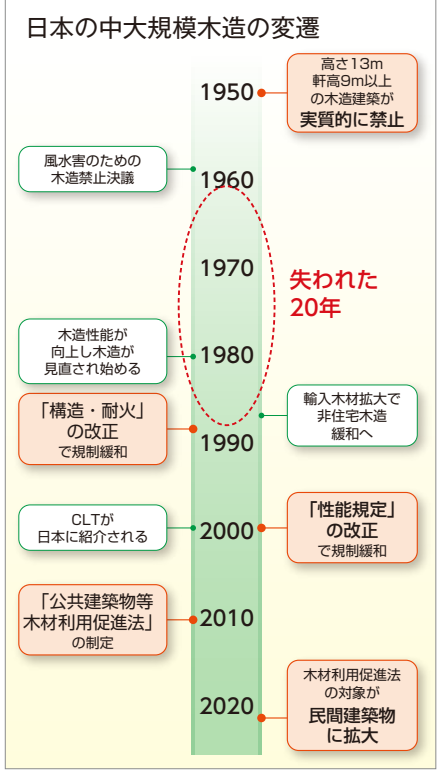 日本の中大規模木造の変遷
高さ13m
軒高9m以上
の木造建築が
実質的に禁止
1950
風水害のための
木造禁止決議
1960
1970
失われた
20年
木造性能が
向上し木造が
見直され始める
1980
輸入木材拡大で
非住宅木造
緩和へ
「構造・耐火」
の改正
で規制緩和
1990
CLTが
日本に紹介される
2000
「性能規定」
の改正
で規制緩和
「公共建築物等
木材利用促進法」
の制定
2010
木材利用促進法
の対象が
民間建築物
に拡大
2020